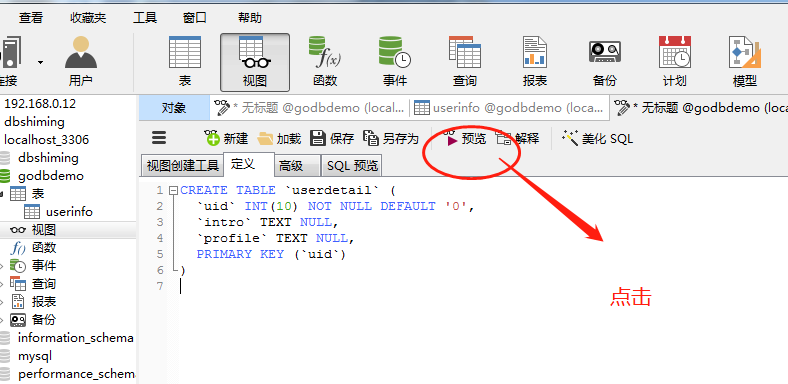 查看 收藏夹 工具 窗口 帮助
连接 用户 表 视图 函数 事件 查询 报表 备份 计划 模型
f(x)
192.168.0.12
dbshiming
localhost_3306
dbshiming
godbdemo
表
userinfo
视图
f() 函数
事件
查询
报表
备份
information_schema
mysql
performance_schema
对象 * 无标题 @godbdemo (local... userinfo @godbdemo (loca... * 无标题 @godbdemo (local...
新建 加载 保存 另存为 预览 解释 美化 SQL
视图创建工具 定义 高级 SQL 预览
1 CREATE TABLE `userdetail` (
2 `uid` INT(10) NOT NULL DEFAULT '0',
3 `intro` TEXT NULL,
4 `profile` TEXT NULL,
5 PRIMARY KEY (`uid`)
6 )
7
点击